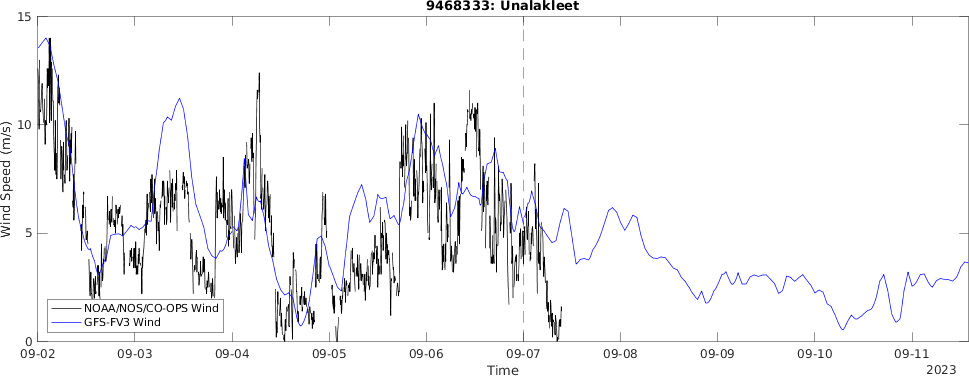 9468333: Unalakleet
15
10
5
0
Wind Speed (m/s)
NOAA/NOS/CO-OPS Wind
GFS-FV3 Wind
09-02 09-03 09-04 09-05 09-06 09-07 09-08 09-09 09-10 09-11
Time
2023